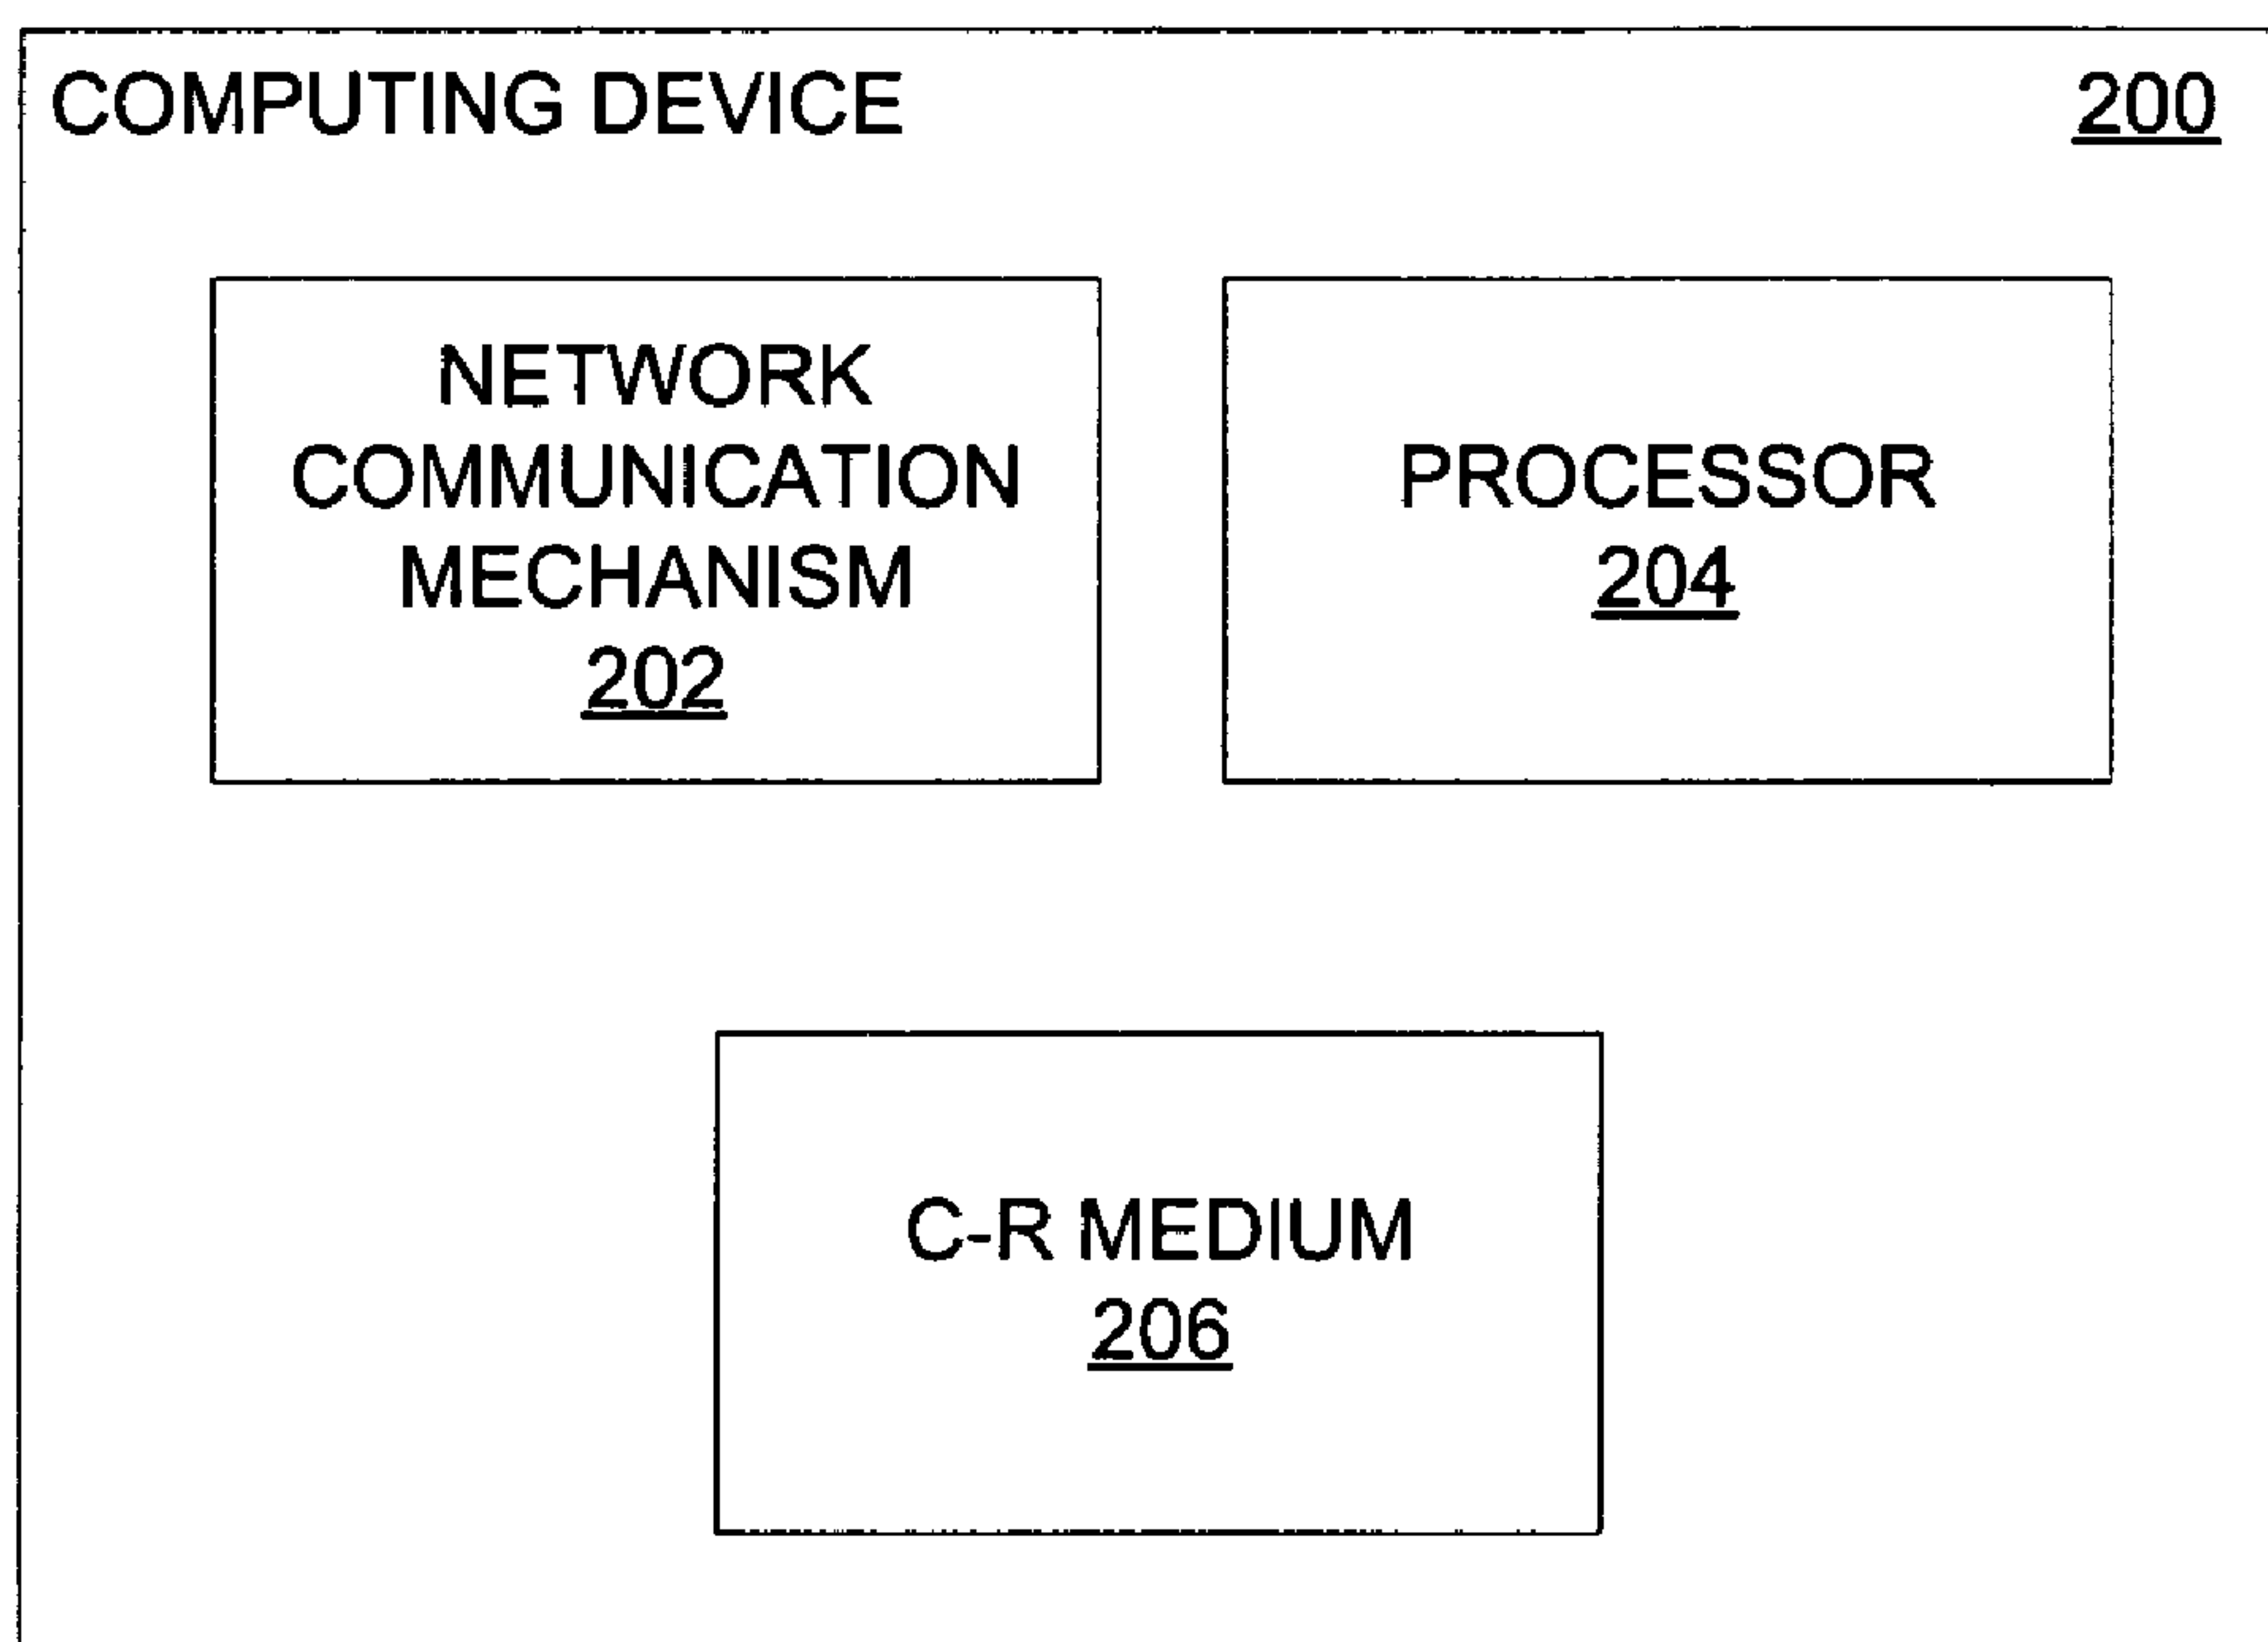 COMPUTING DEVICE 200
NETWORK
COMMUNICATION
MECHANISM
202
PROCESSOR
204
C-R MEDIUM
206